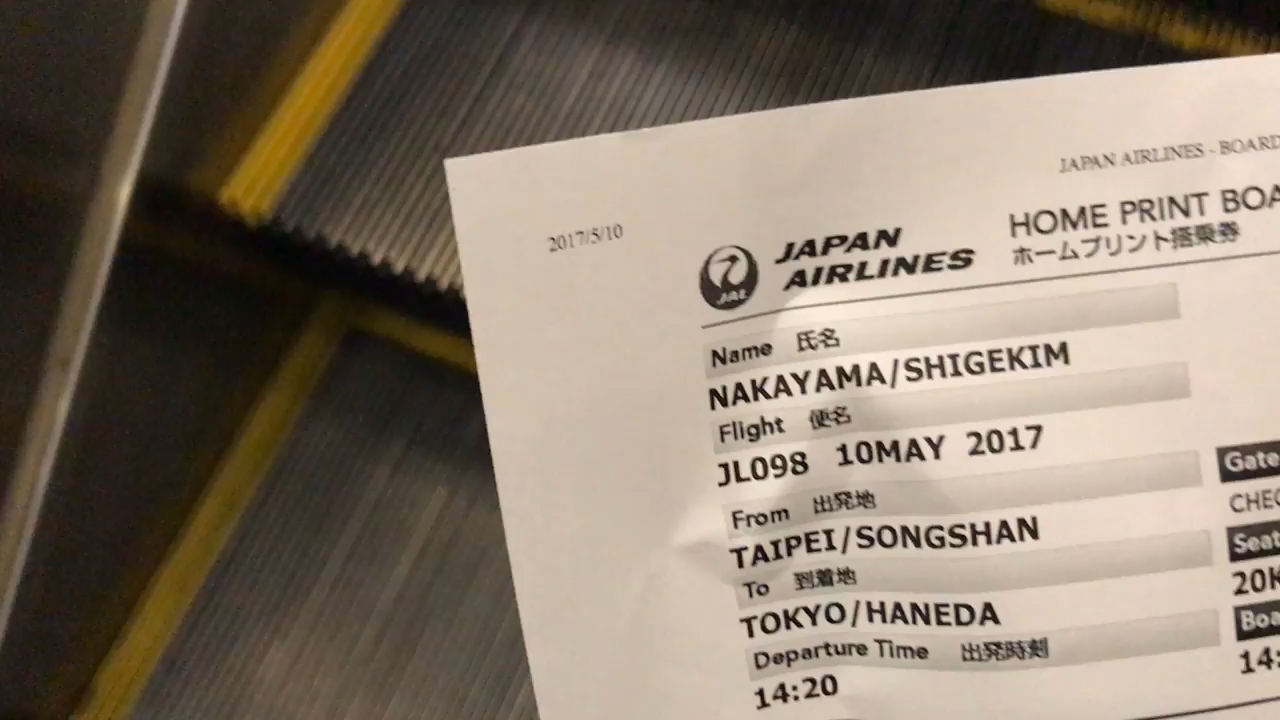 JAPAN AIRLINES - BOARD
2017/5/10
JAL
JAPAN
AIRLINES
HOME PRINT BOA
ホームプリント搭乗券
Name 氏名
NAKAYAMA/SHIGEKIM
Flight 便名
JL098 10MAY 2017
From 出発地
TAIPEI/SONGSHAN
To 到着地
TOKYO/HANEDA
Departure Time 出発時刻
14:20
Gate
CHEC
Seat
20K
Boa
14: